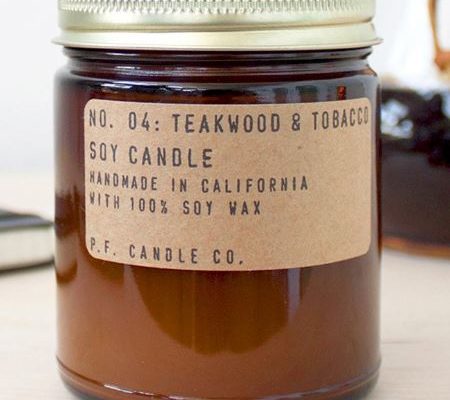 NO. 04: TEAKWOOD & TOBACCO
SOY CANDLE
HANDMADE IN CALIFORNIA
WITH 100% SOY WAX
P.F. CANDLE CO.